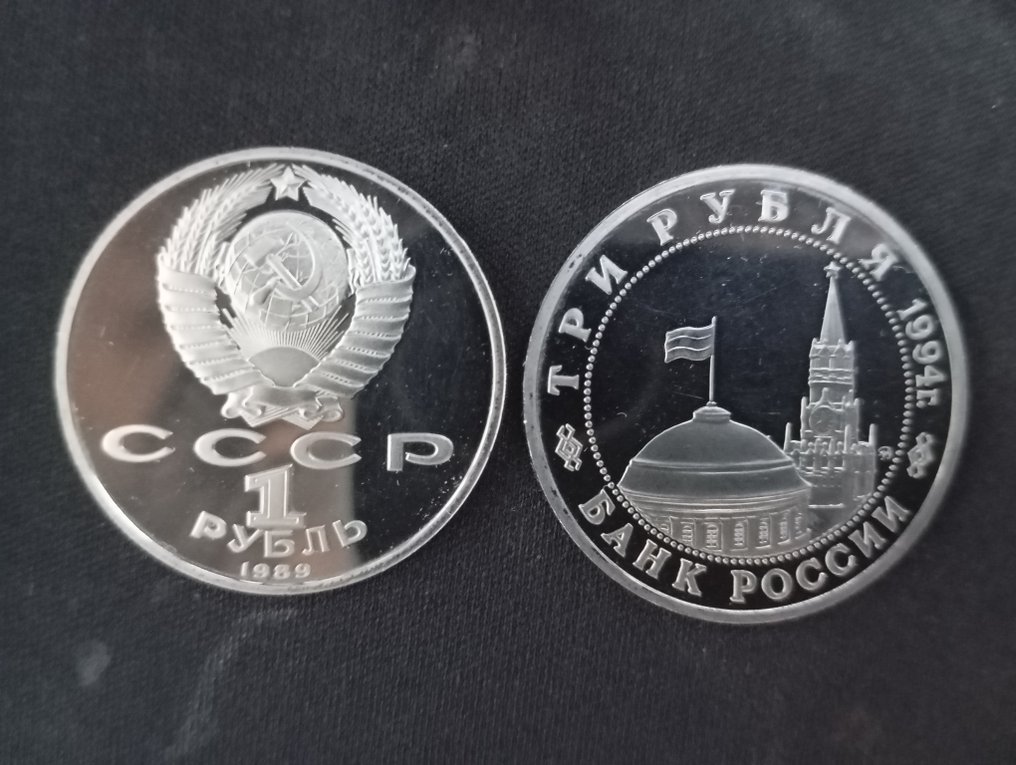 СССР
1
РУБЛЬ
1989
ТРИ РУБЛЯ 1994г.
БАНК РОССИИ